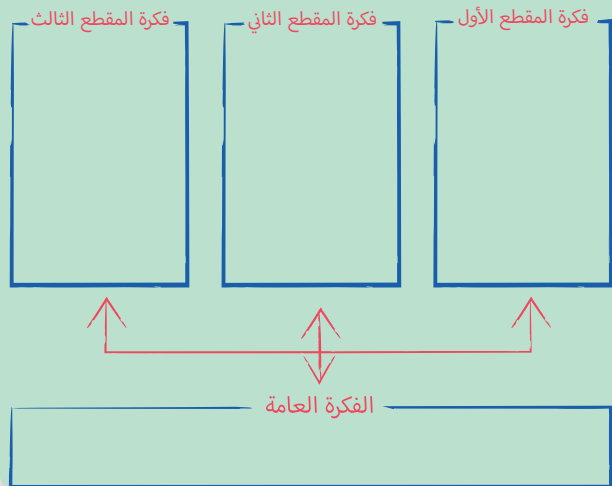 فكرة المقطع الأول
فكرة المقطع الثاني
فكرة المقطع الثالث
الفكرة العامة